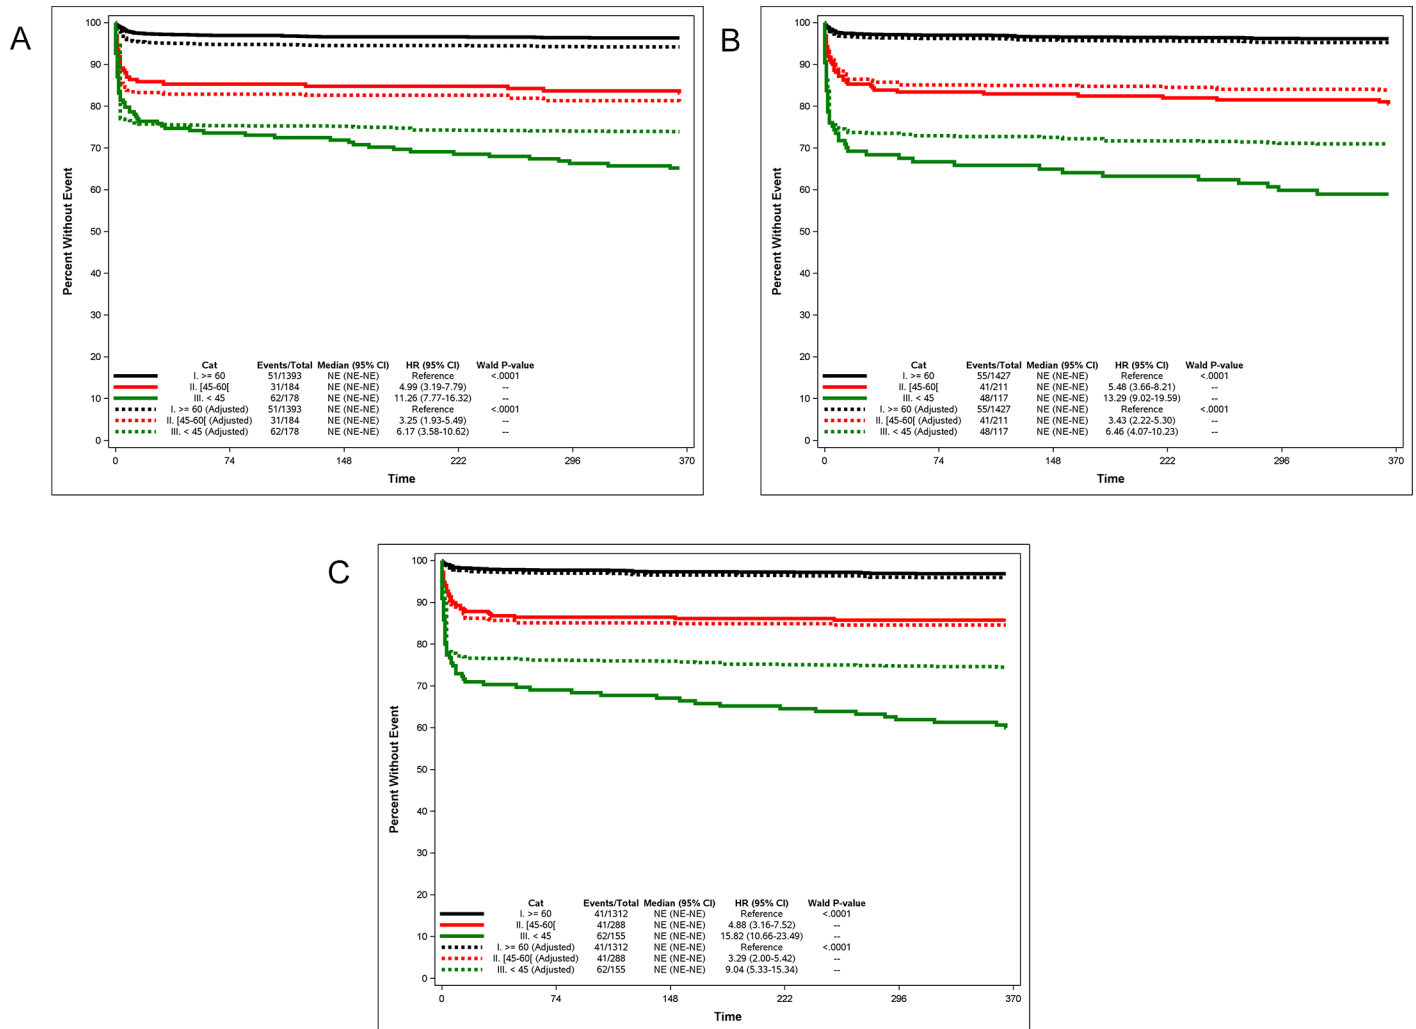 A
Percent Without Event
100
90
80
70
60
50
40
30
20
10
0
Cat Events/Total Median (95% CI) HR (95% CI) Wald P-value
I. >= 60 51/1393 NE (NE-NE) Reference <.0001
II. [45-60[ 31/184 NE (NE-NE) 4.99 (3.19-7.79) --
III. < 45 62/178 NE (NE-NE) 11.26 (7.77-16.32) --
I. >= 60 (Adjusted) 51/1393 NE (NE-NE) Reference <.0001
II. [45-60[ (Adjusted) 31/184 NE (NE-NE) 3.25 (1.93-5.49) --
III. < 45 (Adjusted) 62/178 NE (NE-NE) 6.17 (3.58-10.62) --
0 74 148 222 296 370
Time
B
Percent Without Event
100
90
80
70
60
50
40
30
20
10
0
Cat Events/Total Median (95% CI) HR (95% CI) Wald P-value
I. >= 60 55/1427 NE (NE-NE) Reference <.0001
II. [45-60[ 41/211 NE (NE-NE) 5.48 (3.66-8.21) --
III. < 45 48/117 NE (NE-NE) 13.29 (9.02-19.59) --
I. >= 60 (Adjusted) 55/1427 NE (NE-NE) Reference <.0001
II. [45-60[ (Adjusted) 41/211 NE (NE-NE) 3.43 (2.22-5.30) --
III. < 45 (Adjusted) 48/117 NE (NE-NE) 6.46 (4.07-10.23) --
0 74 148 222 296 370
Time
C
Percent Without Event
100
90
80
70
60
50
40
30
20
10
0
Cat Events/Total Median (95% CI) HR (95% CI) Wald P-value
I. >= 60 41/1312 NE (NE-NE) Reference <.0001
II. [45-60[ 41/288 NE (NE-NE) 4.88 (3.16-7.52) --
III. < 45 62/155 NE (NE-NE) 15.82 (10.66-23.49) --
I. >= 60 (Adjusted) 41/1312 NE (NE-NE) Reference <.0001
II. [45-60[ (Adjusted) 41/288 NE (NE-NE) 3.29 (2.00-5.42) --
III. < 45 (Adjusted) 62/155 NE (NE-NE) 9.04 (5.33-15.34) --
0 74 148 222 296 370
Time